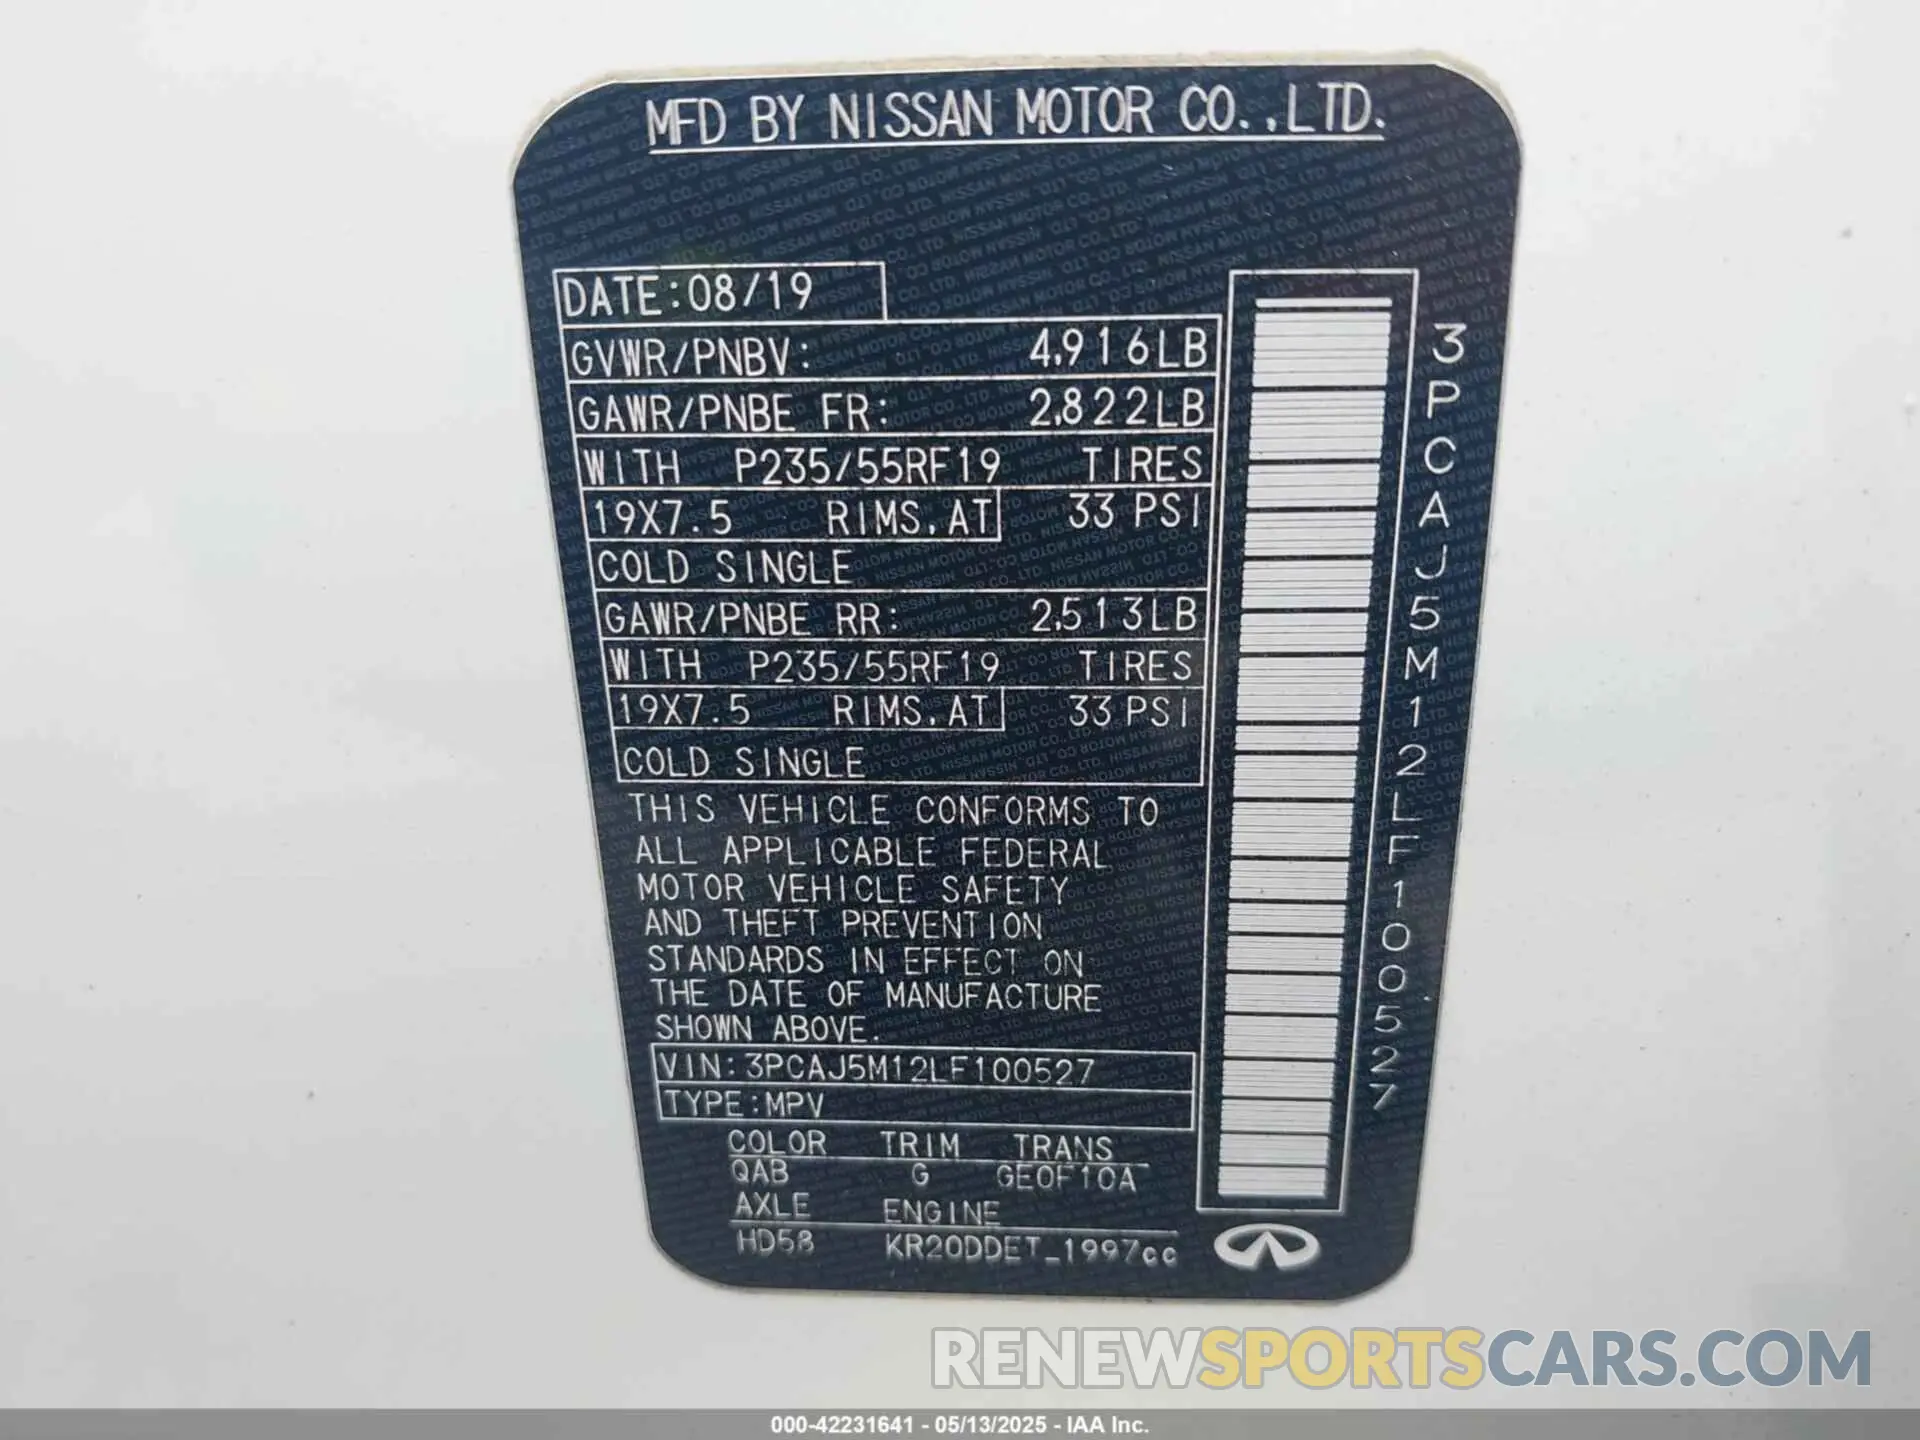 MFD BY NISSAN MOTOR CO.,LTD.
DATE:08/19
GVWR/PNBV: 4,916LB
GAWR/PNBE FR: 2,822LB
WITH P235/55RF19 TIRES
19X7.5 RIMS,AT 33 PSI
COLD SINGLE
GAWR/PNBE RR: 2,513LB
WITH P235/55RF19 TIRES
19X7.5 RIMS,AT 33 PSI
COLD SINGLE
THIS VEHICLE CONFORMS TO
ALL APPLICABLE FEDERAL
MOTOR VEHICLE SAFETY
AND THEFT PREVENTION
STANDARDS IN EFFECT ON
THE DATE OF MANUFACTURE
SHOWN ABOVE.
VIN:3PCAJ5M12LF100527
TYPE:MPV
COLOR TRIM TRANS
QAB G GE0F10A
AXLE ENGINE
HD58 KR20DDET_1997cc
3PCAJ5M12LF100527
RENEWSPORTSCARS.COM
000-42231641 - 05/13/2025 - IAA Inc.